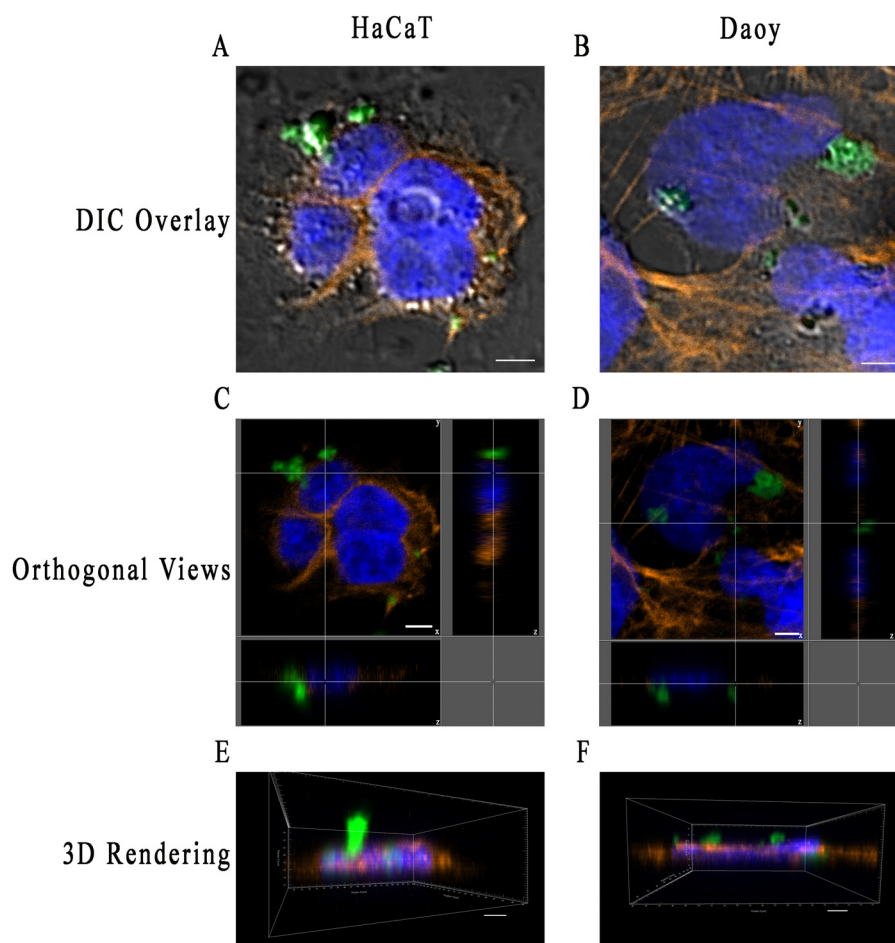 HaCaT
Daoy
A
B
DIC Overlay
C
D
y
y
x
z
x
z
Orthogonal Views
z
z
E
F
3D Rendering